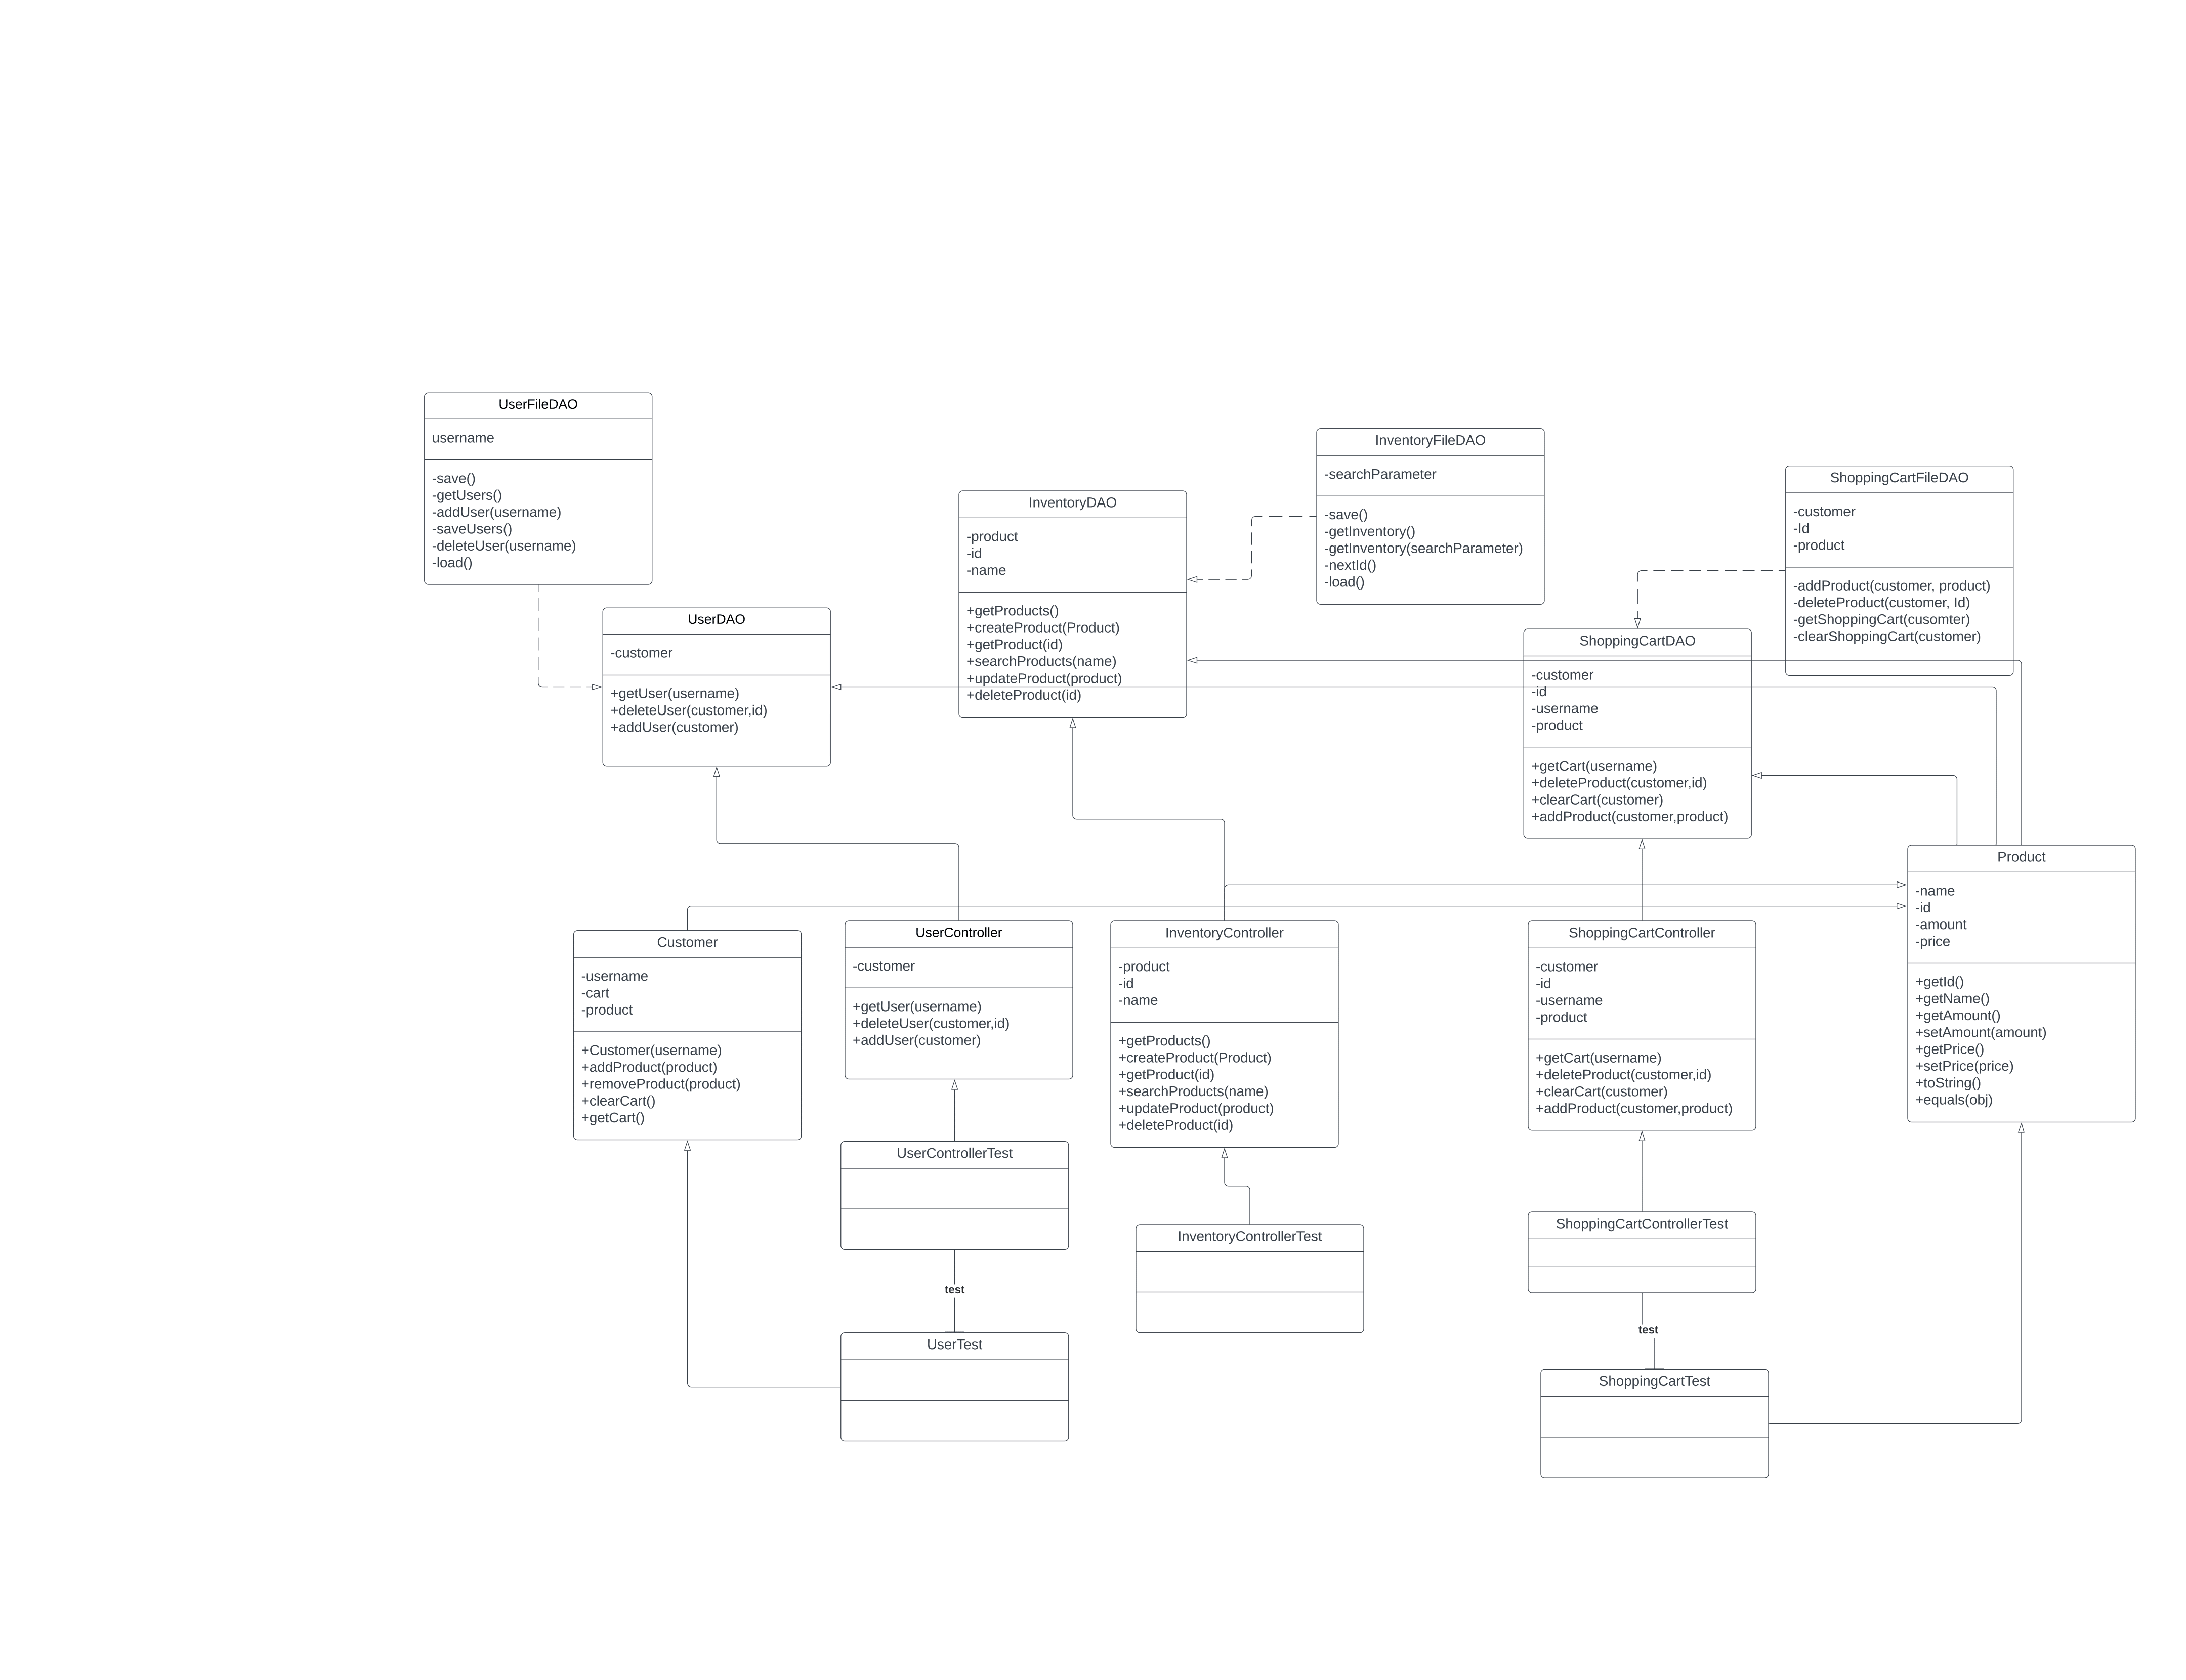 UserFileDAO
username
-save()
-getUsers()
-addUser(username)
-saveUsers()
-deleteUser(username)
-load()
InventoryFileDAO
-searchParameter
-save()
-getInventory()
-getInventory(searchParameter)
-nextId()
-load()
ShoppingCartFileDAO
-customer
-Id
-product
-addProduct(customer, product)
-deleteProduct(customer, Id)
-getShoppingCart(cusomter)
-clearShoppingCart(customer)
InventoryDAO
-product
-id
-name
+getProducts()
+createProduct(Product)
+getProduct(id)
+searchProducts(name)
+updateProduct(product)
+deleteProduct(id)
UserDAO
-customer
+getUser(username)
+deleteUser(customer,id)
+addUser(customer)
ShoppingCartDAO
-customer
-id
-username
-product
+getCart(username)
+deleteProduct(customer,id)
+clearCart(customer)
+addProduct(customer,product)
Product
-name
-id
-amount
-price
+getId()
+getName()
+getAmount()
+setAmount(amount)
+getPrice()
+setPrice(price)
+toString()
+equals(obj)
Customer
-username
-cart
-product
+Customer(username)
+addProduct(product)
+removeProduct(product)
+clearCart()
+getCart()
UserController
-customer
+getUser(username)
+deleteUser(customer,id)
+addUser(customer)
InventoryController
-product
-id
-name
+getProducts()
+createProduct(Product)
+getProduct(id)
+searchProducts(name)
+updateProduct(product)
+deleteProduct(id)
ShoppingCartController
-customer
-id
-username
-product
+getCart(username)
+deleteProduct(customer,id)
+clearCart(customer)
+addProduct(customer,product)
UserControllerTest
InventoryControllerTest
ShoppingCartControllerTest
test
test
UserTest
ShoppingCartTest